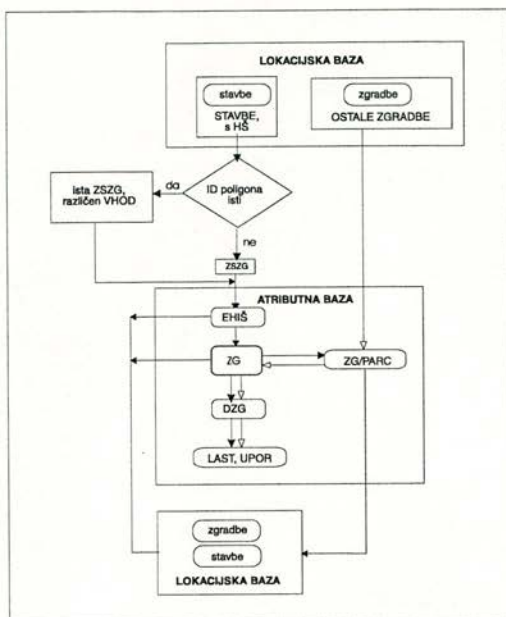 LOKACIJSKA BAZA
stavbe
STAVBE,
s HŠ
zgradbe
OSTALE ZGRADBE
ista ZSZG,
različen VHOD
da
ID poligona
isti
ne
ZSZG
ATRIBUTNA BAZA
EHIŠ
ZG
ZG/PARC
DZG
LAST, UPOR
zgradbe
stavbe
LOKACIJSKA BAZA